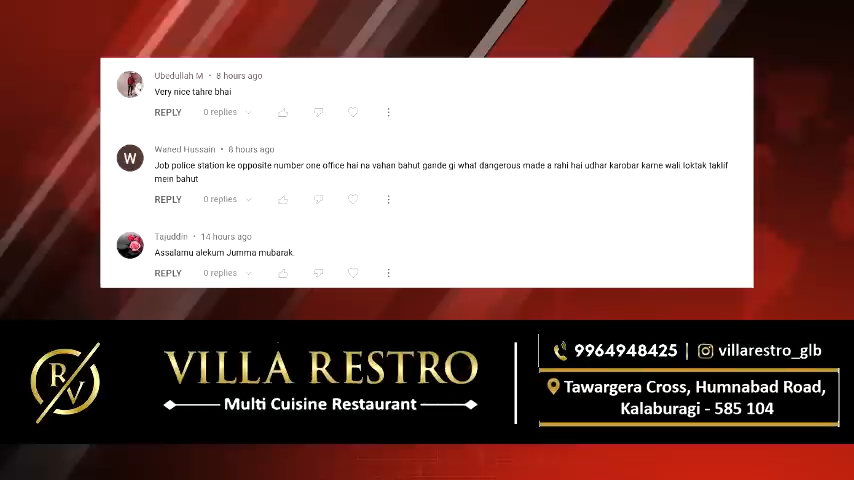 Ubedullah M • 8 hours ago
Very nice tahre bhai
REPLY 0 replies
W
Wahed Hussain • 8 hours ago
Job police station ke opposite number one office hai na vahan bahut gande gi what dangerous made a rahi hai udhar karobar karne wali loktak taklif
mein bahut
REPLY 0 replies
Tajuddin • 14 hours ago
Assalamu alekum Jumma mubarak
REPLY 0 replies
RV
VILLA RESTRO
Multi Cuisine Restaurant
9964948425 | villarestro_glb
Tawargera Cross, Humnabad Road,
Kalaburagi - 585 104